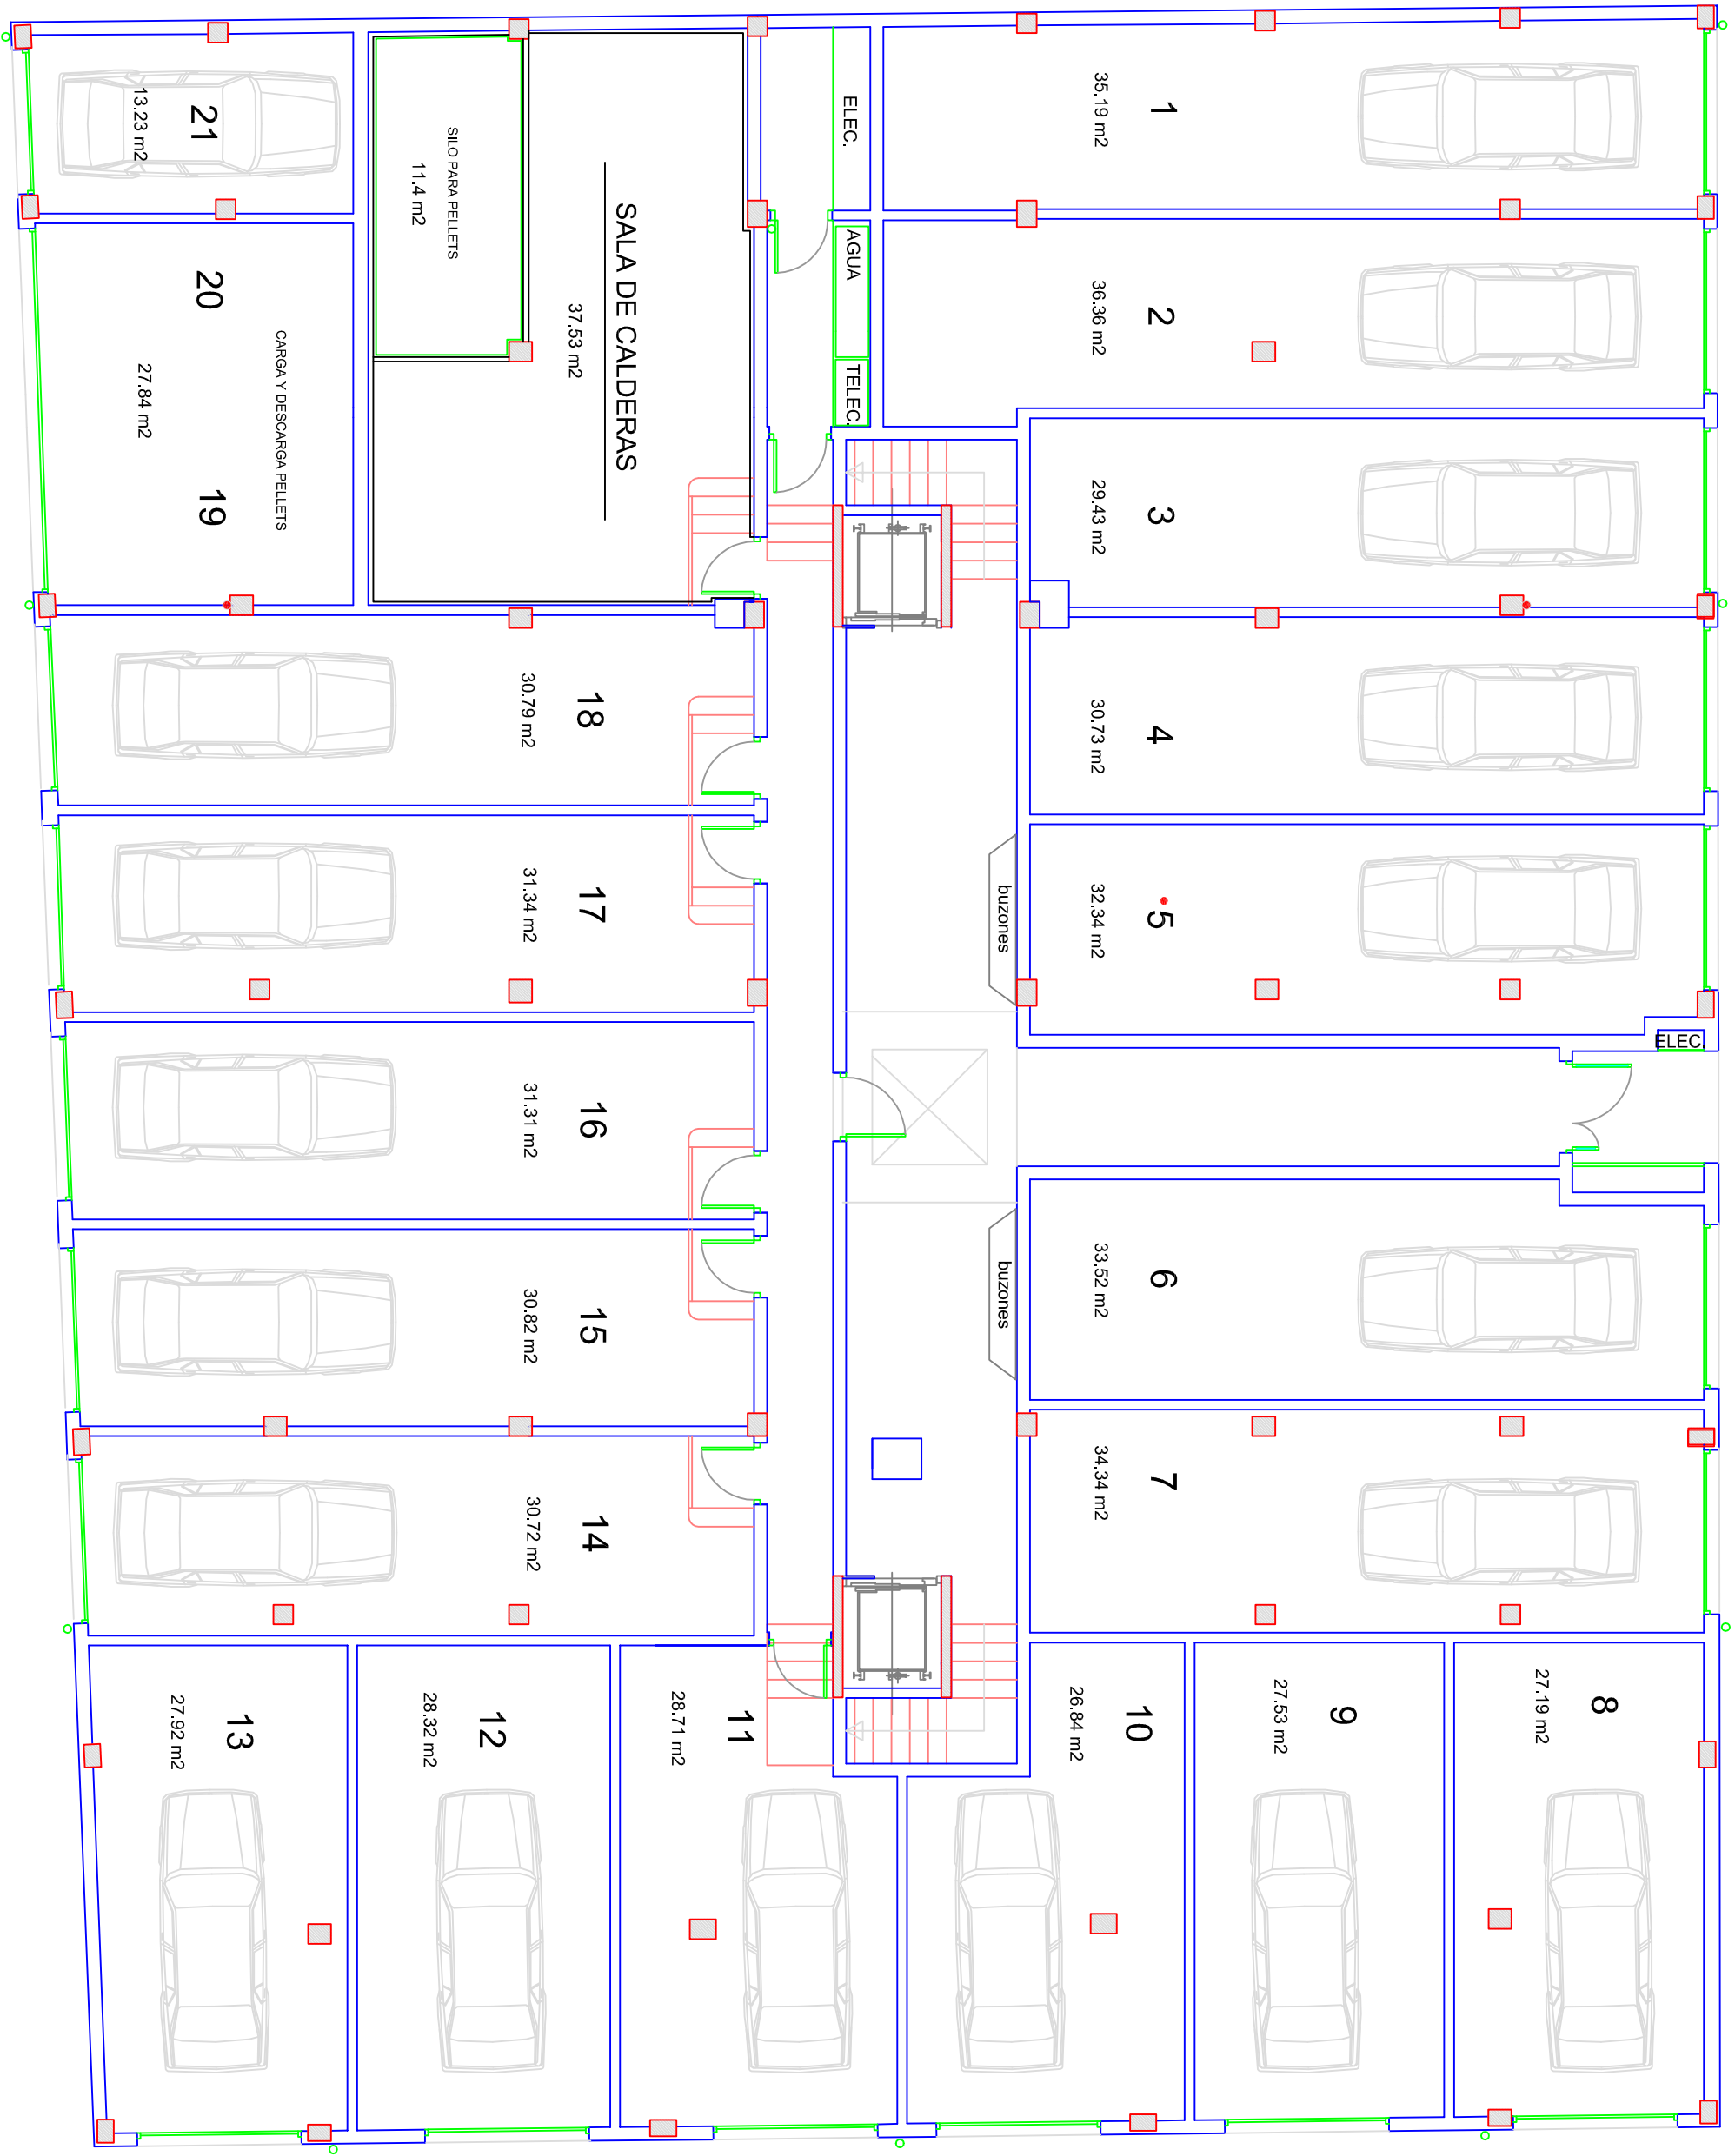 1
35.19 m2
2
36.36 m2
3
29.43 m2
4
30.73 m2
5
32.34 m2
ELEC.
6
33.52 m2
7
34.34 m2
8
27.19 m2
9
27.53 m2
10
26.84 m2
11
28.71 m2
12
28.32 m2
13
27.92 m2
14
30.72 m2
15
30.82 m2
16
31.31 m2
17
31.34 m2
18
30.79 m2
19
20
CARGA Y DESCARGA PELLETS
27.84 m2
21
13.23 m2
SILO PARA PELLETS
11.4 m2
SALA DE CALDERAS
37.53 m2
ELEC.
AGUA
TELEC.
buzones
buzones